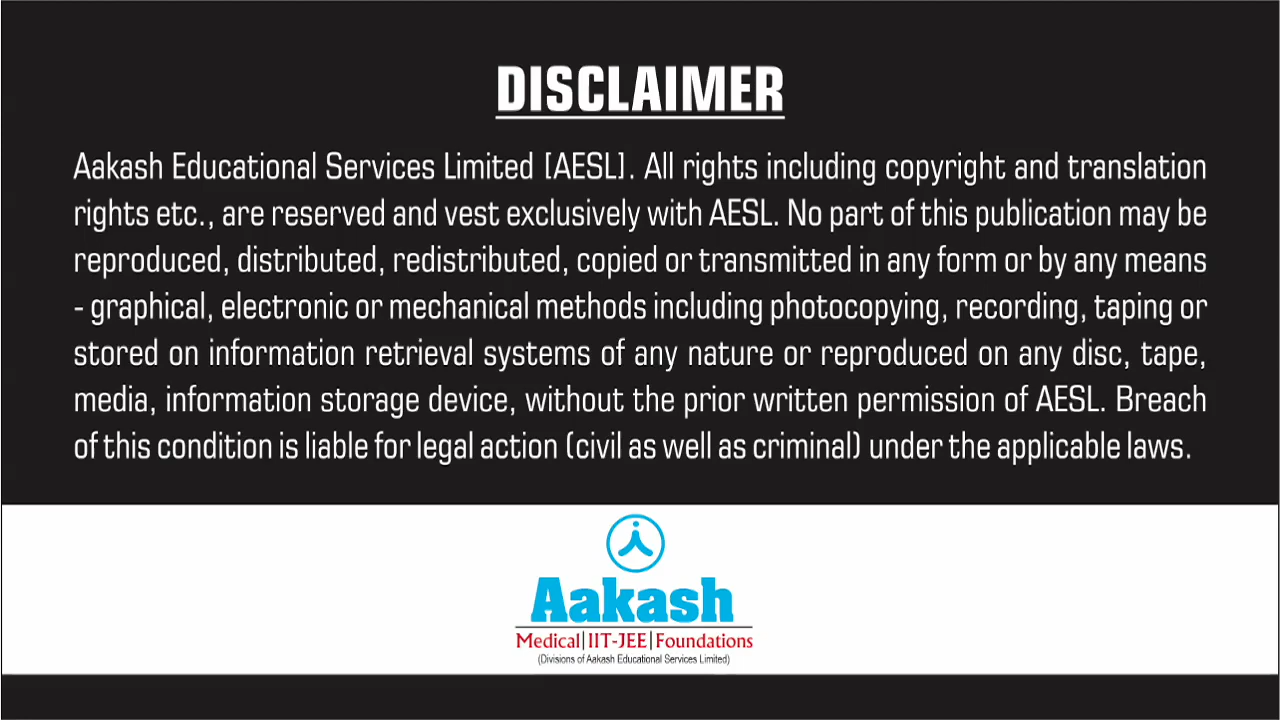 DISCLAIMER
Aakash Educational Services Limited [AESL]. All rights including copyright and translation
rights etc., are reserved and vest exclusively with AESL. No part of this publication may be
reproduced, distributed, redistributed, copied or transmitted in any form or by any means
- graphical, electronic or mechanical methods including photocopying, recording, taping or
stored on information retrieval systems of any nature or reproduced on any disc, tape,
media, information storage device, without the prior written permission of AESL. Breach
of this condition is liable for legal action (civil as well as criminal) under the applicable laws.
Aakash
Medical|IIT-JEE|Foundations
(Divisions of Aakash Educational Services Limited)